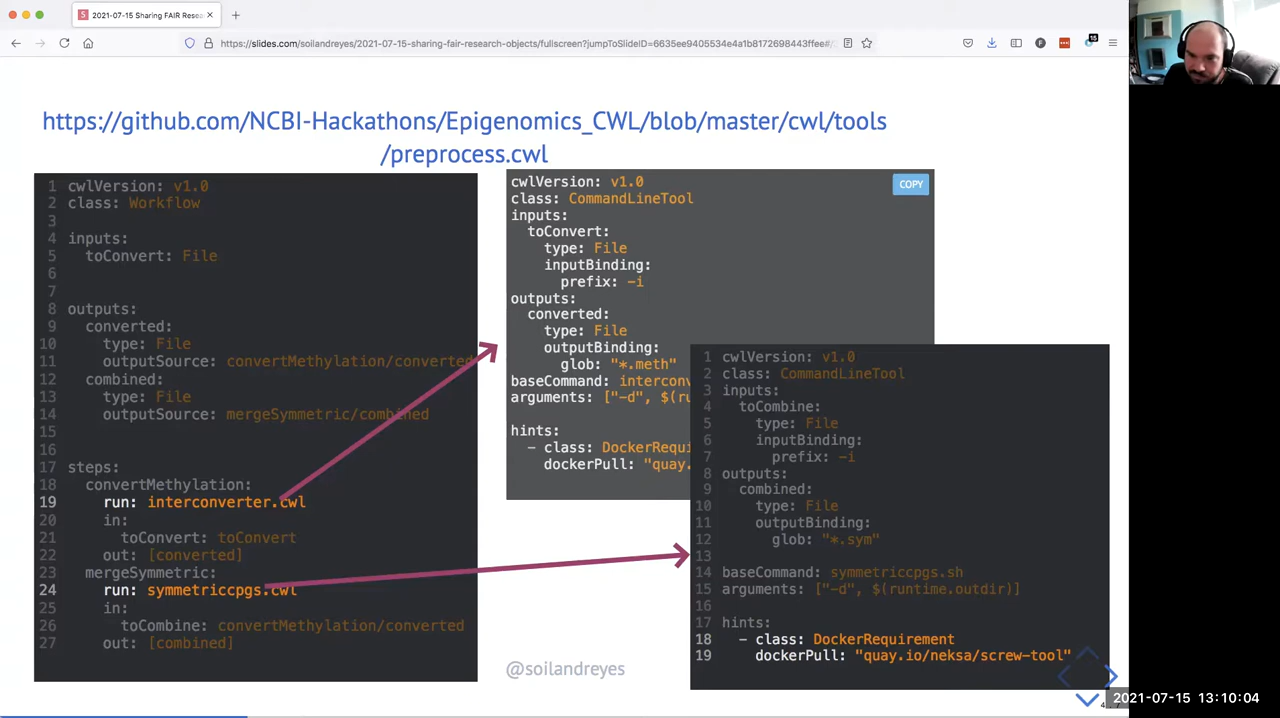 2021-07-15 Sharing FAIR Resea
https://slides.com/soilandreyes/2021-07-15-sharing-fair-research-objects/fullscreen?jumpToSlideID=6635ee9405534e4a1b8172698443ffee#/
15
https://github.com/NCBI-Hackathons/Epigenomics_CWL/blob/master/cwl/tools
/preprocess.cwl
1 cwlVersion: v1.0
2 class: Workflow
3
4 inputs:
5 toConvert: File
6
7
8 outputs:
9 converted:
10 type: File
11 outputSource: convertMethylation/converted
12 combined:
13 type: File
14 outputSource: mergeSymmetric/combined
15
16
17 steps:
18 convertMethylation:
19 run: interconverter.cwl
20 in:
21 toConvert: toConvert
22 out: [converted]
23 mergeSymmetric:
24 run: symmetriccpgs.cwl
25 in:
26 toCombine: convertMethylation/converted
27 out: [combined]
COPY
cwlVersion: v1.0
class: CommandLineTool
inputs:
toConvert:
type: File
inputBinding:
prefix: -i
outputs:
converted:
type: File
outputBinding:
glob: "*.meth"
baseCommand: interconv
arguments: ["-d", $(ru
hints:
- class: DockerReq
dockerPull: "quay.
1 cwlVersion: v1.0
2 class: CommandLineTool
3 inputs:
4 toCombine:
5 type: File
6 inputBinding:
7 prefix: -i
8 outputs:
9 combined:
10 type: File
11 outputBinding:
12 glob: "*.sym"
13
14 baseCommand: symmetriccpgs.sh
15 arguments: ["-d", $(runtime.outdir)]
16
17 hints:
18 - class: DockerRequirement
19 dockerPull: "quay.io/neksa/screw-tool"
@soilandreyes
2021-07-15 13:10:04